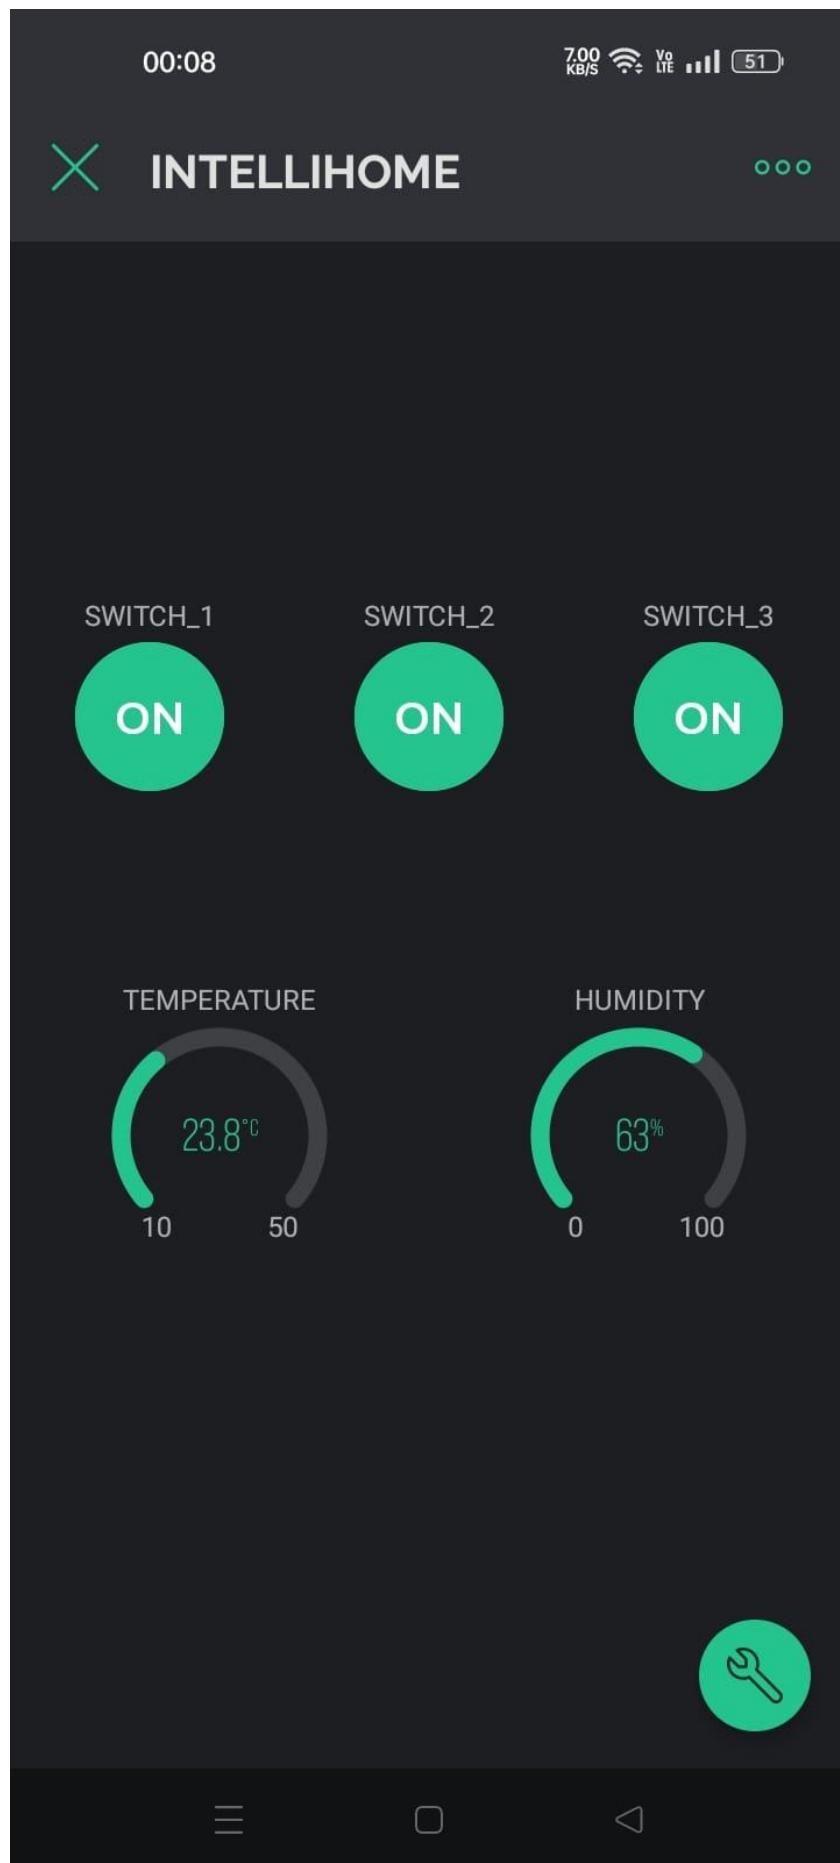 00:08 7.00 KB/S Vo LTE 51
INTELLIHOME
SWITCH_1 SWITCH_2 SWITCH_3
ON ON ON
TEMPERATURE HUMIDITY
23.8°C 63%
10 50 0 100